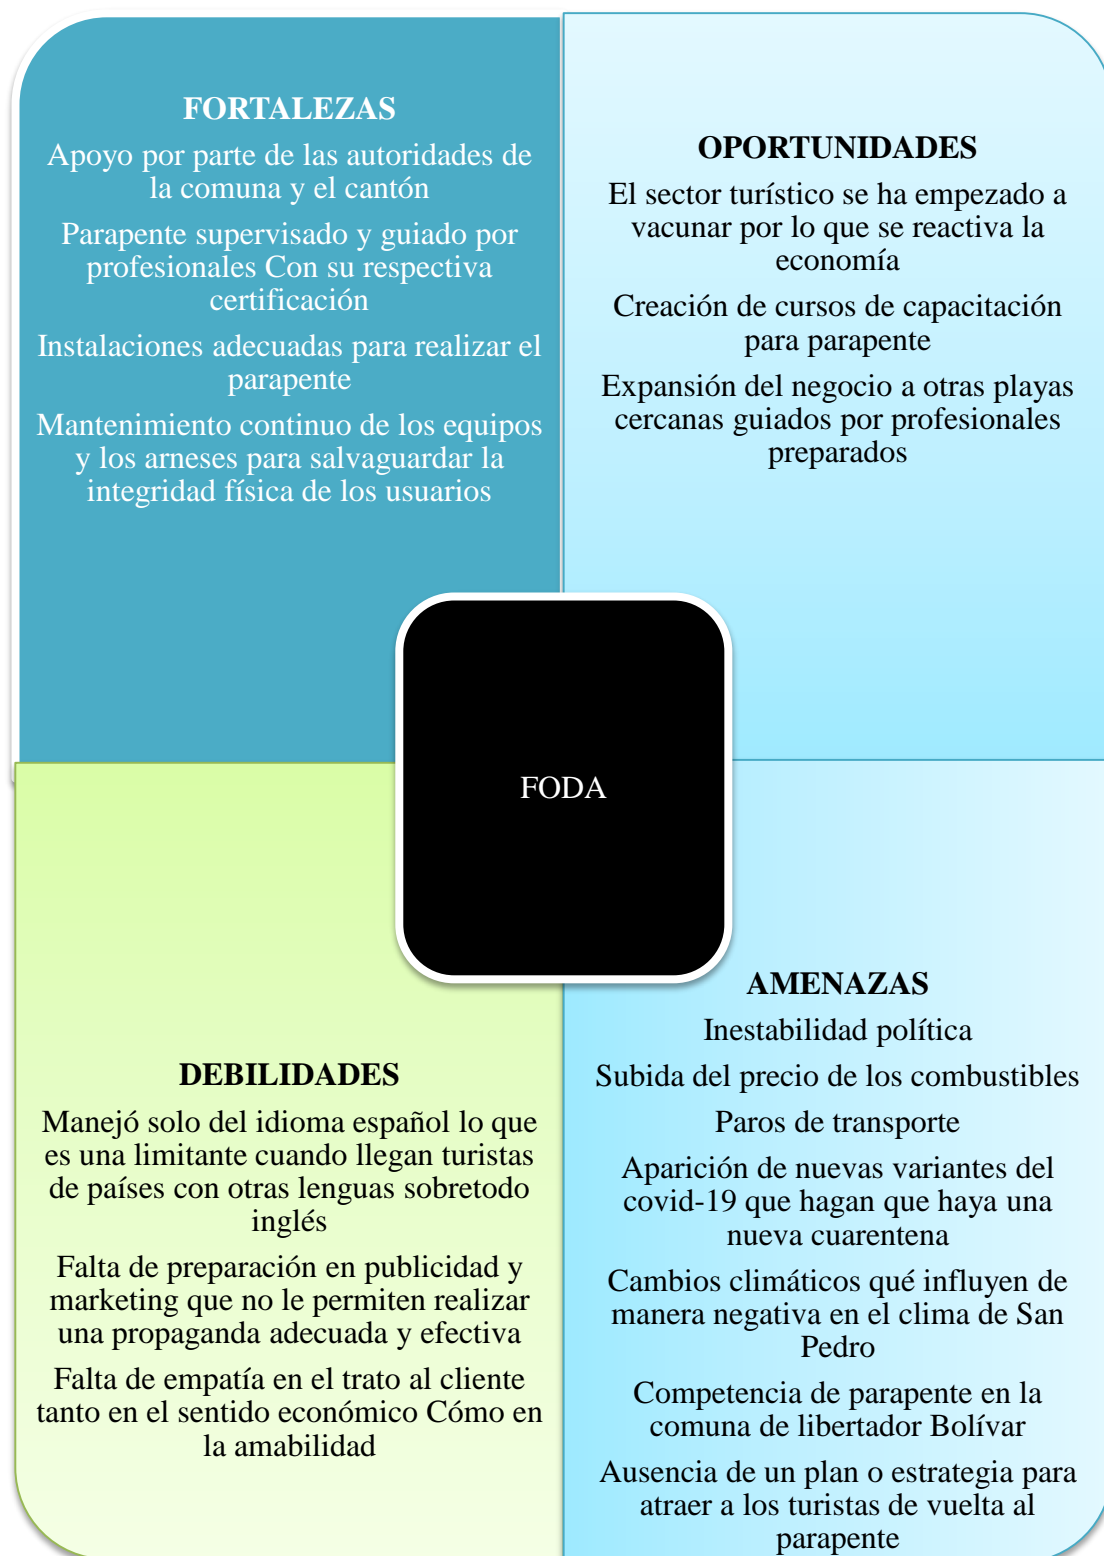 FORTALEZAS
Apoyo por parte de las autoridades de
la comuna y el cantón
Parapente supervisado y guiado por
profesionales Con su respectiva
certificación
Instalaciones adecuadas para realizar el
parapente
Mantenimiento continuo de los equipos
y los arneses para salvaguardar la
integridad física de los usuarios
OPORTUNIDADES
El sector turístico se ha empezado a
vacunar por lo que se reactiva la
economía
Creación de cursos de capacitación
para parapente
Expansión del negocio a otras playas
cercanas guiados por profesionales
preparados
FODA
DEBILIDADES
Manejó solo del idioma español lo que
es una limitante cuando llegan turistas
de países con otras lenguas sobretodo
inglés
Falta de preparación en publicidad y
marketing que no le permiten realizar
una propaganda adecuada y efectiva
Falta de empatía en el trato al cliente
tanto en el sentido económico Cómo en
la amabilidad
AMENAZAS
Inestabilidad política
Subida del precio de los combustibles
Paros de transporte
Aparición de nuevas variantes del
covid-19 que hagan que haya una
nueva cuarentena
Cambios climáticos qué influyen de
manera negativa en el clima de San
Pedro
Competencia de parapente en la
comuna de libertador Bolívar
Ausencia de un plan o estrategia para
atraer a los turistas de vuelta al
parapente